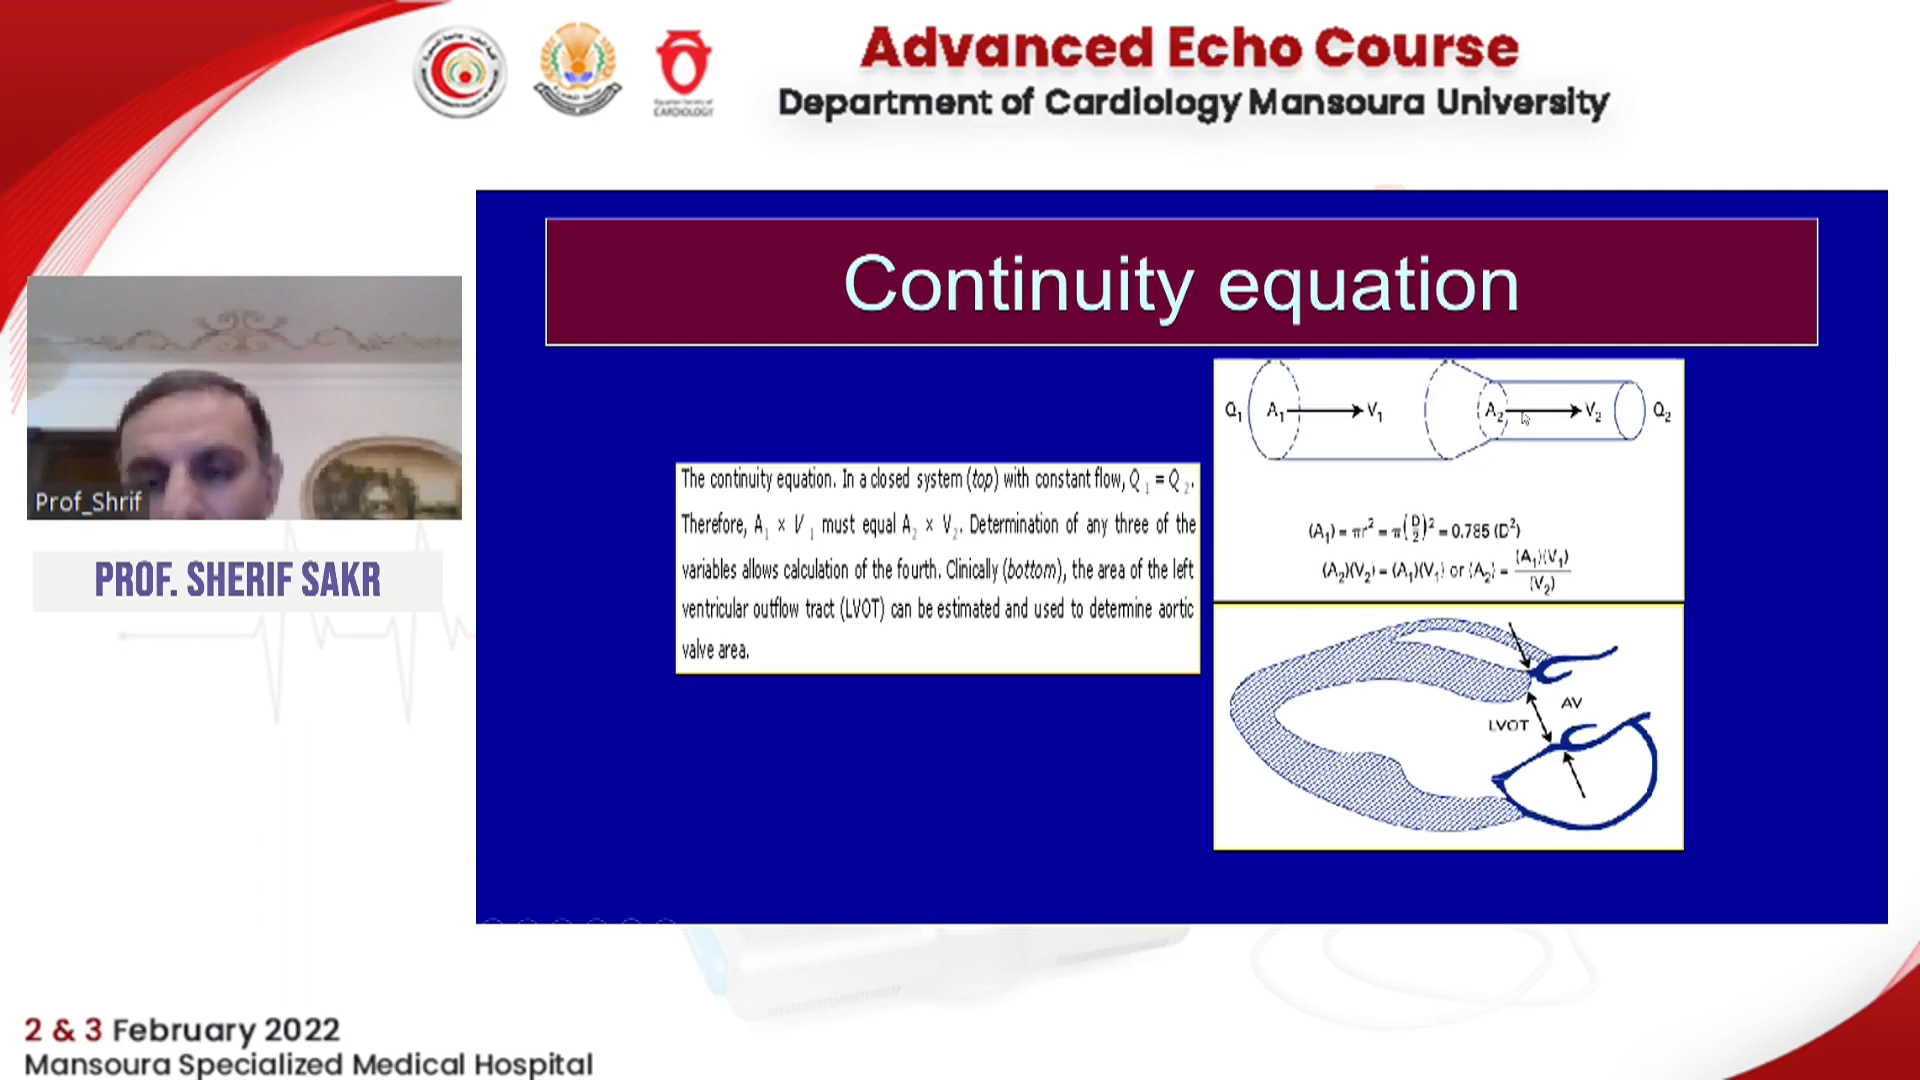 Advanced Echo Course
Department of Cardiology Mansoura University
CARDIOLOGY
Continuity equation
The continuity equation. In a closed system (top) with constant flow, Q₁ = Q₂.
Therefore, A₁ × V₁ must equal A₂ × V₂. Determination of any three of the
variables allows calculation of the fourth. Clinically (bottom), the area of the left
ventricular outflow tract (LVOT) can be estimated and used to determine aortic
valve area.
Q₁ A₁ V₁ A₂ V₂ Q₂
(A₁) = πr² = π(D/2)² = 0.785 (D²)
(A₂)(V₂) = (A₁)(V₁) or (A₂) = (A₁)(V₁)/(V₂)
AV
LVOT
Prof_Shrif
PROF. SHERIF SAKR
2 & 3 February 2022
Mansoura Specialized Medical Hospital